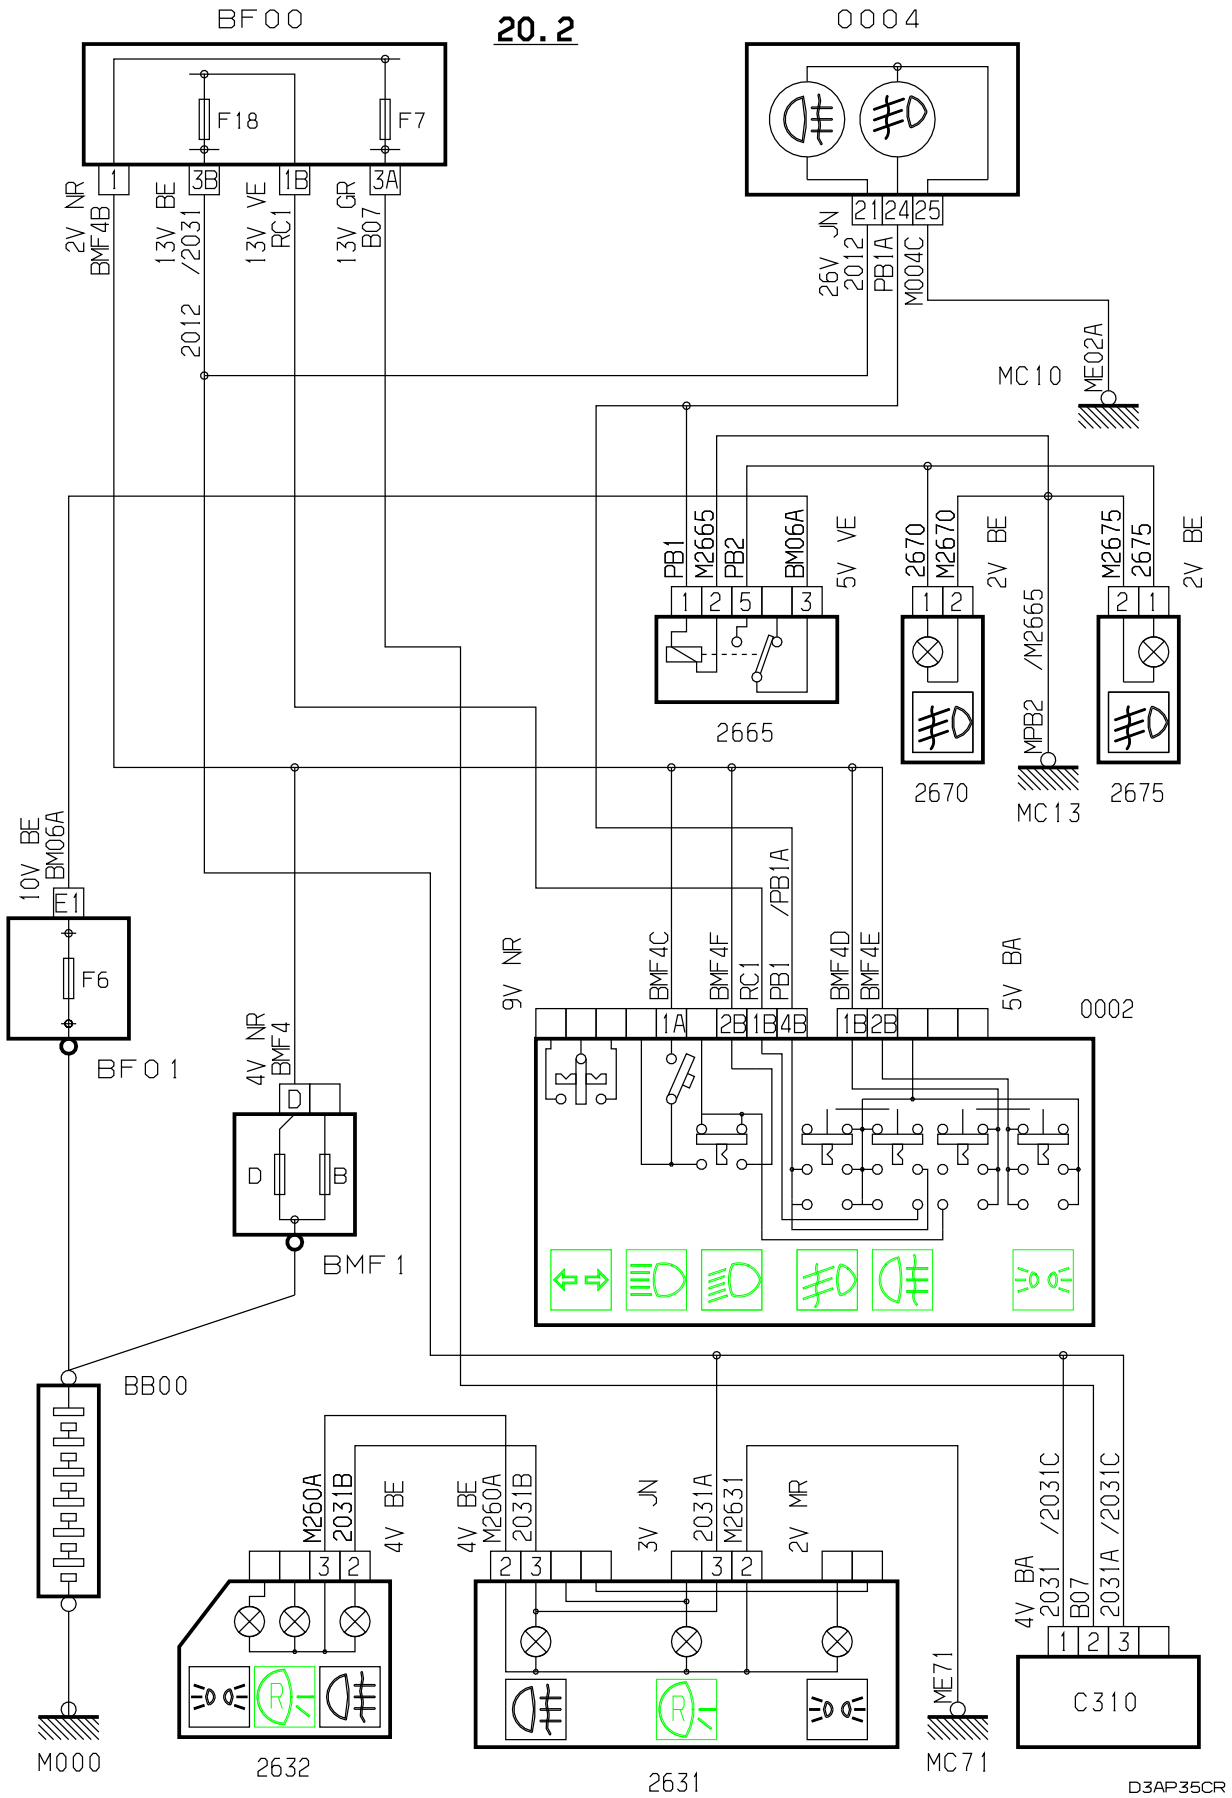 BF00
20.2
0004
F18
F7
1
3B
1B
3A
2V NR
BMF4B
13V BE
/2031
2012
13V VE
RC1
13V GR
B07
21
24
25
26V JN
2012
PB1A
M004C
MC10
ME02A
PB1
M2665
PB2
BM06A
5V VE
2670
M2670
2V BE
M2675
2675
2V BE
1
2
5
3
1
2
2
1
MPB2 /M2665
2665
2670
MC13
2675
10V BE
BM06A
E1
F6
BF01
4V NR
BMF4
D
D
B
BMF1
9V NR
BMF4C
BMF4F
RC1
PB1 /PB1A
BMF4D
BMF4E
5V BA
0002
1A
2B
1B
4B
1B
2B
BB00
M260A
2031B
4V BE
4V BE
M260A
2031B
3V JN
2031A
M2631
2V MR
3
2
2
3
3
2
R
R
ME71
4V BA
2031 /2031C
B07
2031A /2031C
1
2
3
C310
M000
2632
2631
MC71
D3AP35CR